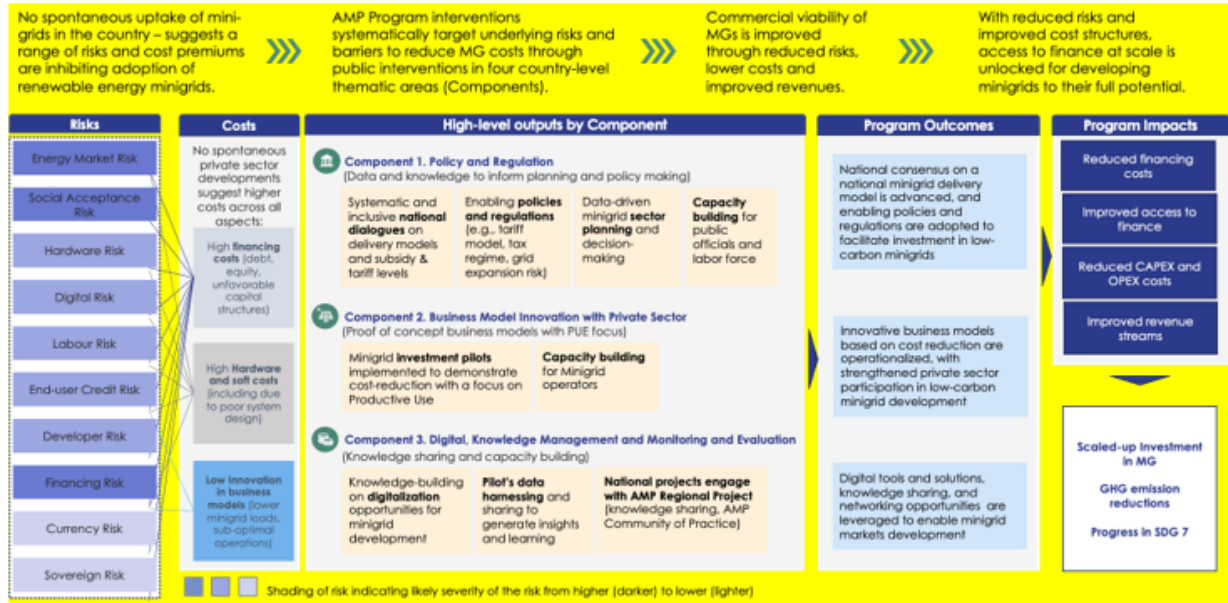 No spontaneous uptake of mini-
grids in the country – suggests a
range of risks and cost premiums
are inhibiting adoption of
renewable energy minigrids.
AMP Program interventions
systematically target underlying risks and
barriers to reduce MG costs through
public interventions in four country-level
thematic areas (Components).
Commercial viability of
MGs is improved
through reduced risks,
lower costs and
improved revenues.
With reduced risks and
improved cost structures,
access to finance at scale is
unlocked for developing
minigrids to their full potential.
Risks
Energy Market Risk
Social Acceptance
Risk
Hardware Risk
Digital Risk
Labour Risk
End-user Credit Risk
Developer Risk
Financing Risk
Currency Risk
Sovereign Risk
Costs
No spontaneous
private sector
developments
suggest higher
costs across all
aspects:
High financing
costs (debt,
equity,
unfavorable
capital
structures)
High Hardware
and soft costs
(including due
to poor system
design)
Low Innovation
in business
models (lower
minigrid loads,
sub-optimal
operations)
High-level outputs by Component
Component 1. Policy and Regulation
(Data and knowledge to inform planning and policy making)
Systematic and
inclusive national
dialogues on
delivery models
and subsidy &
tariff levels
Enabling policies
and regulations
(e.g., tariff
model, tax
regime, grid
expansion risk)
Data-driven
minigrid sector
planning and
decision-
making
Capacity
building for
public
officials and
labor force
Component 2. Business Model Innovation with Private Sector
(Proof of concept business models with PUE focus)
Minigrid investment pilots
implemented to demonstrate
cost-reduction with a focus on
Productive Use
Capacity building
for Minigrid
operators
Component 3. Digital, Knowledge Management and Monitoring and Evaluation
(Knowledge sharing and capacity building)
Knowledge-building
on digitalization
opportunities for
minigrid
development
Pilot's data
harnessing and
sharing to
generate insights
and learning
National projects engage
with AMP Regional Project
(knowledge sharing, AMP
Community of Practice)
Program Outcomes
National consensus on a
national minigrid delivery
model is advanced, and
enabling policies and
regulations are adopted to
facilitate investment in low-
carbon minigrids
Innovative business models
based on cost reduction are
operationalized, with
strengthened private sector
participation in low-carbon
minigrid development
Digital tools and solutions,
knowledge sharing, and
networking opportunities are
leveraged to enable minigrid
markets development
Program Impacts
Reduced financing
costs
Improved access to
finance
Reduced CAPEX and
OPEX costs
Improved revenue
streams
Scaled-up Investment
in MG
GHG emission
reductions
Progress in SDG 7
Shading of risk indicating likely severity of the risk from higher (darker) to lower (lighter)